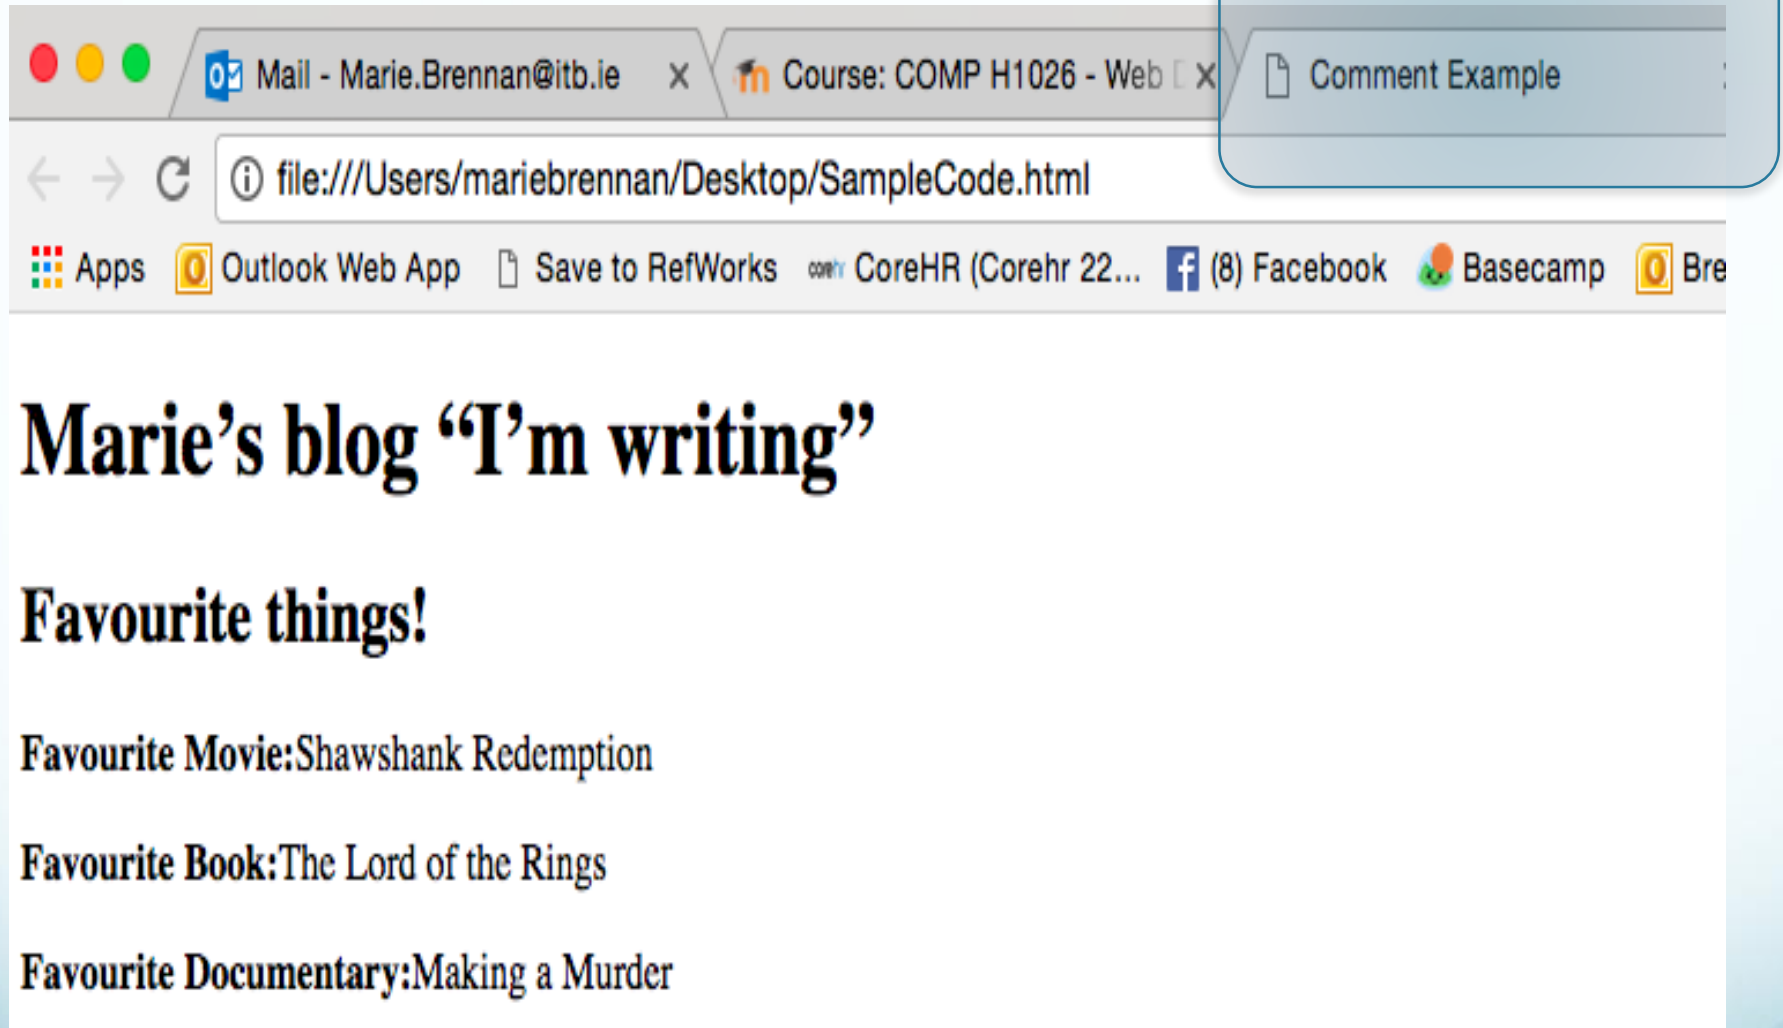 Mail - Marie.Brennan@itb.ie
Course: COMP H1026 - Web
Comment Example
file:///Users/mariebrennan/Desktop/SampleCode.html
Apps Outlook Web App Save to RefWorks CoreHR (Corehr 22... (8) Facebook Basecamp Bre
Marie’s blog “I’m writing”
Favourite things!
Favourite Movie:Shawshank Redemption
Favourite Book:The Lord of the Rings
Favourite Documentary:Making a Murder